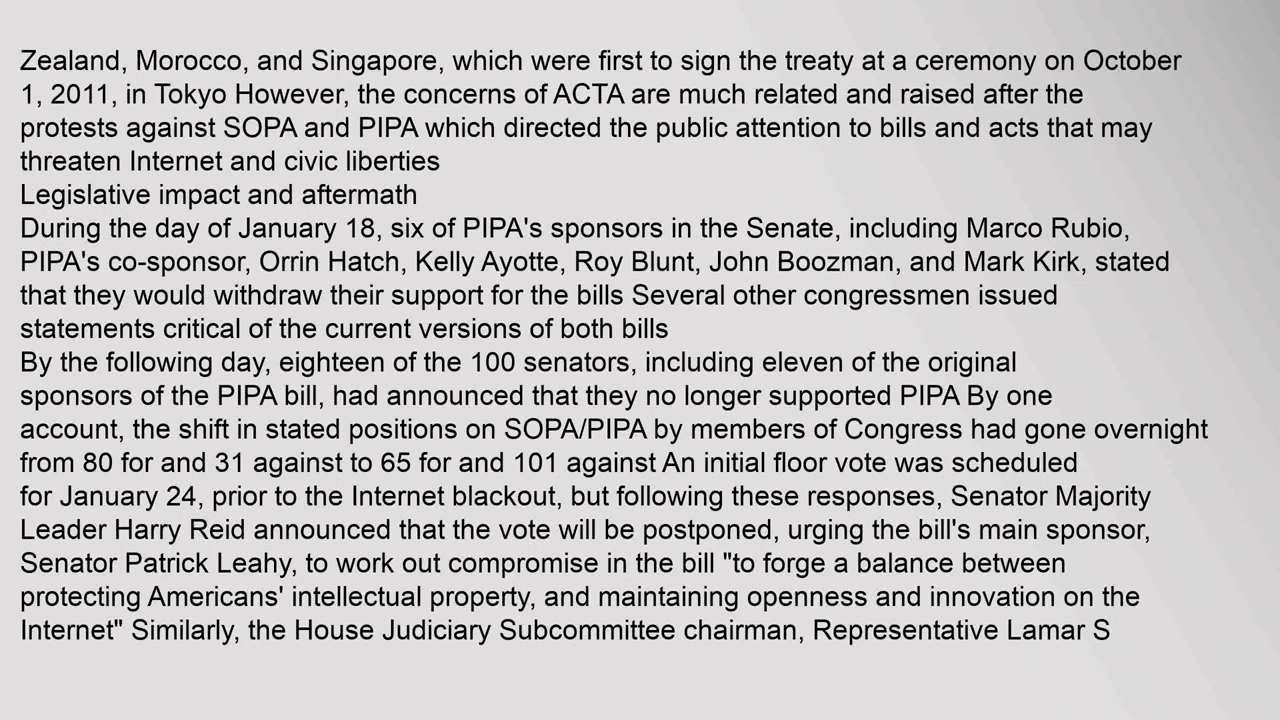 Zealand, Morocco, and Singapore, which were first to sign the treaty at a ceremony on October
1, 2011, in Tokyo However, the concerns of ACTA are much related and raised after the
protests against SOPA and PIPA which directed the public attention to bills and acts that may
threaten Internet and civic liberties
Legislative impact and aftermath
During the day of January 18, six of PIPA's sponsors in the Senate, including Marco Rubio,
PIPA's co-sponsor, Orrin Hatch, Kelly Ayotte, Roy Blunt, John Boozman, and Mark Kirk, stated
that they would withdraw their support for the bills Several other congressmen issued
statements critical of the current versions of both bills
By the following day, eighteen of the 100 senators, including eleven of the original
sponsors of the PIPA bill, had announced that they no longer supported PIPA By one
account, the shift in stated positions on SOPA/PIPA by members of Congress had gone overnight
from 80 for and 31 against to 65 for and 101 against An initial floor vote was scheduled
for January 24, prior to the Internet blackout, but following these responses, Senator Majority
Leader Harry Reid announced that the vote will be postponed, urging the bill's main sponsor,
Senator Patrick Leahy, to work out compromise in the bill "to forge a balance between
protecting Americans' intellectual property, and maintaining openness and innovation on the
Internet" Similarly, the House Judiciary Subcommittee chairman, Representative Lamar S